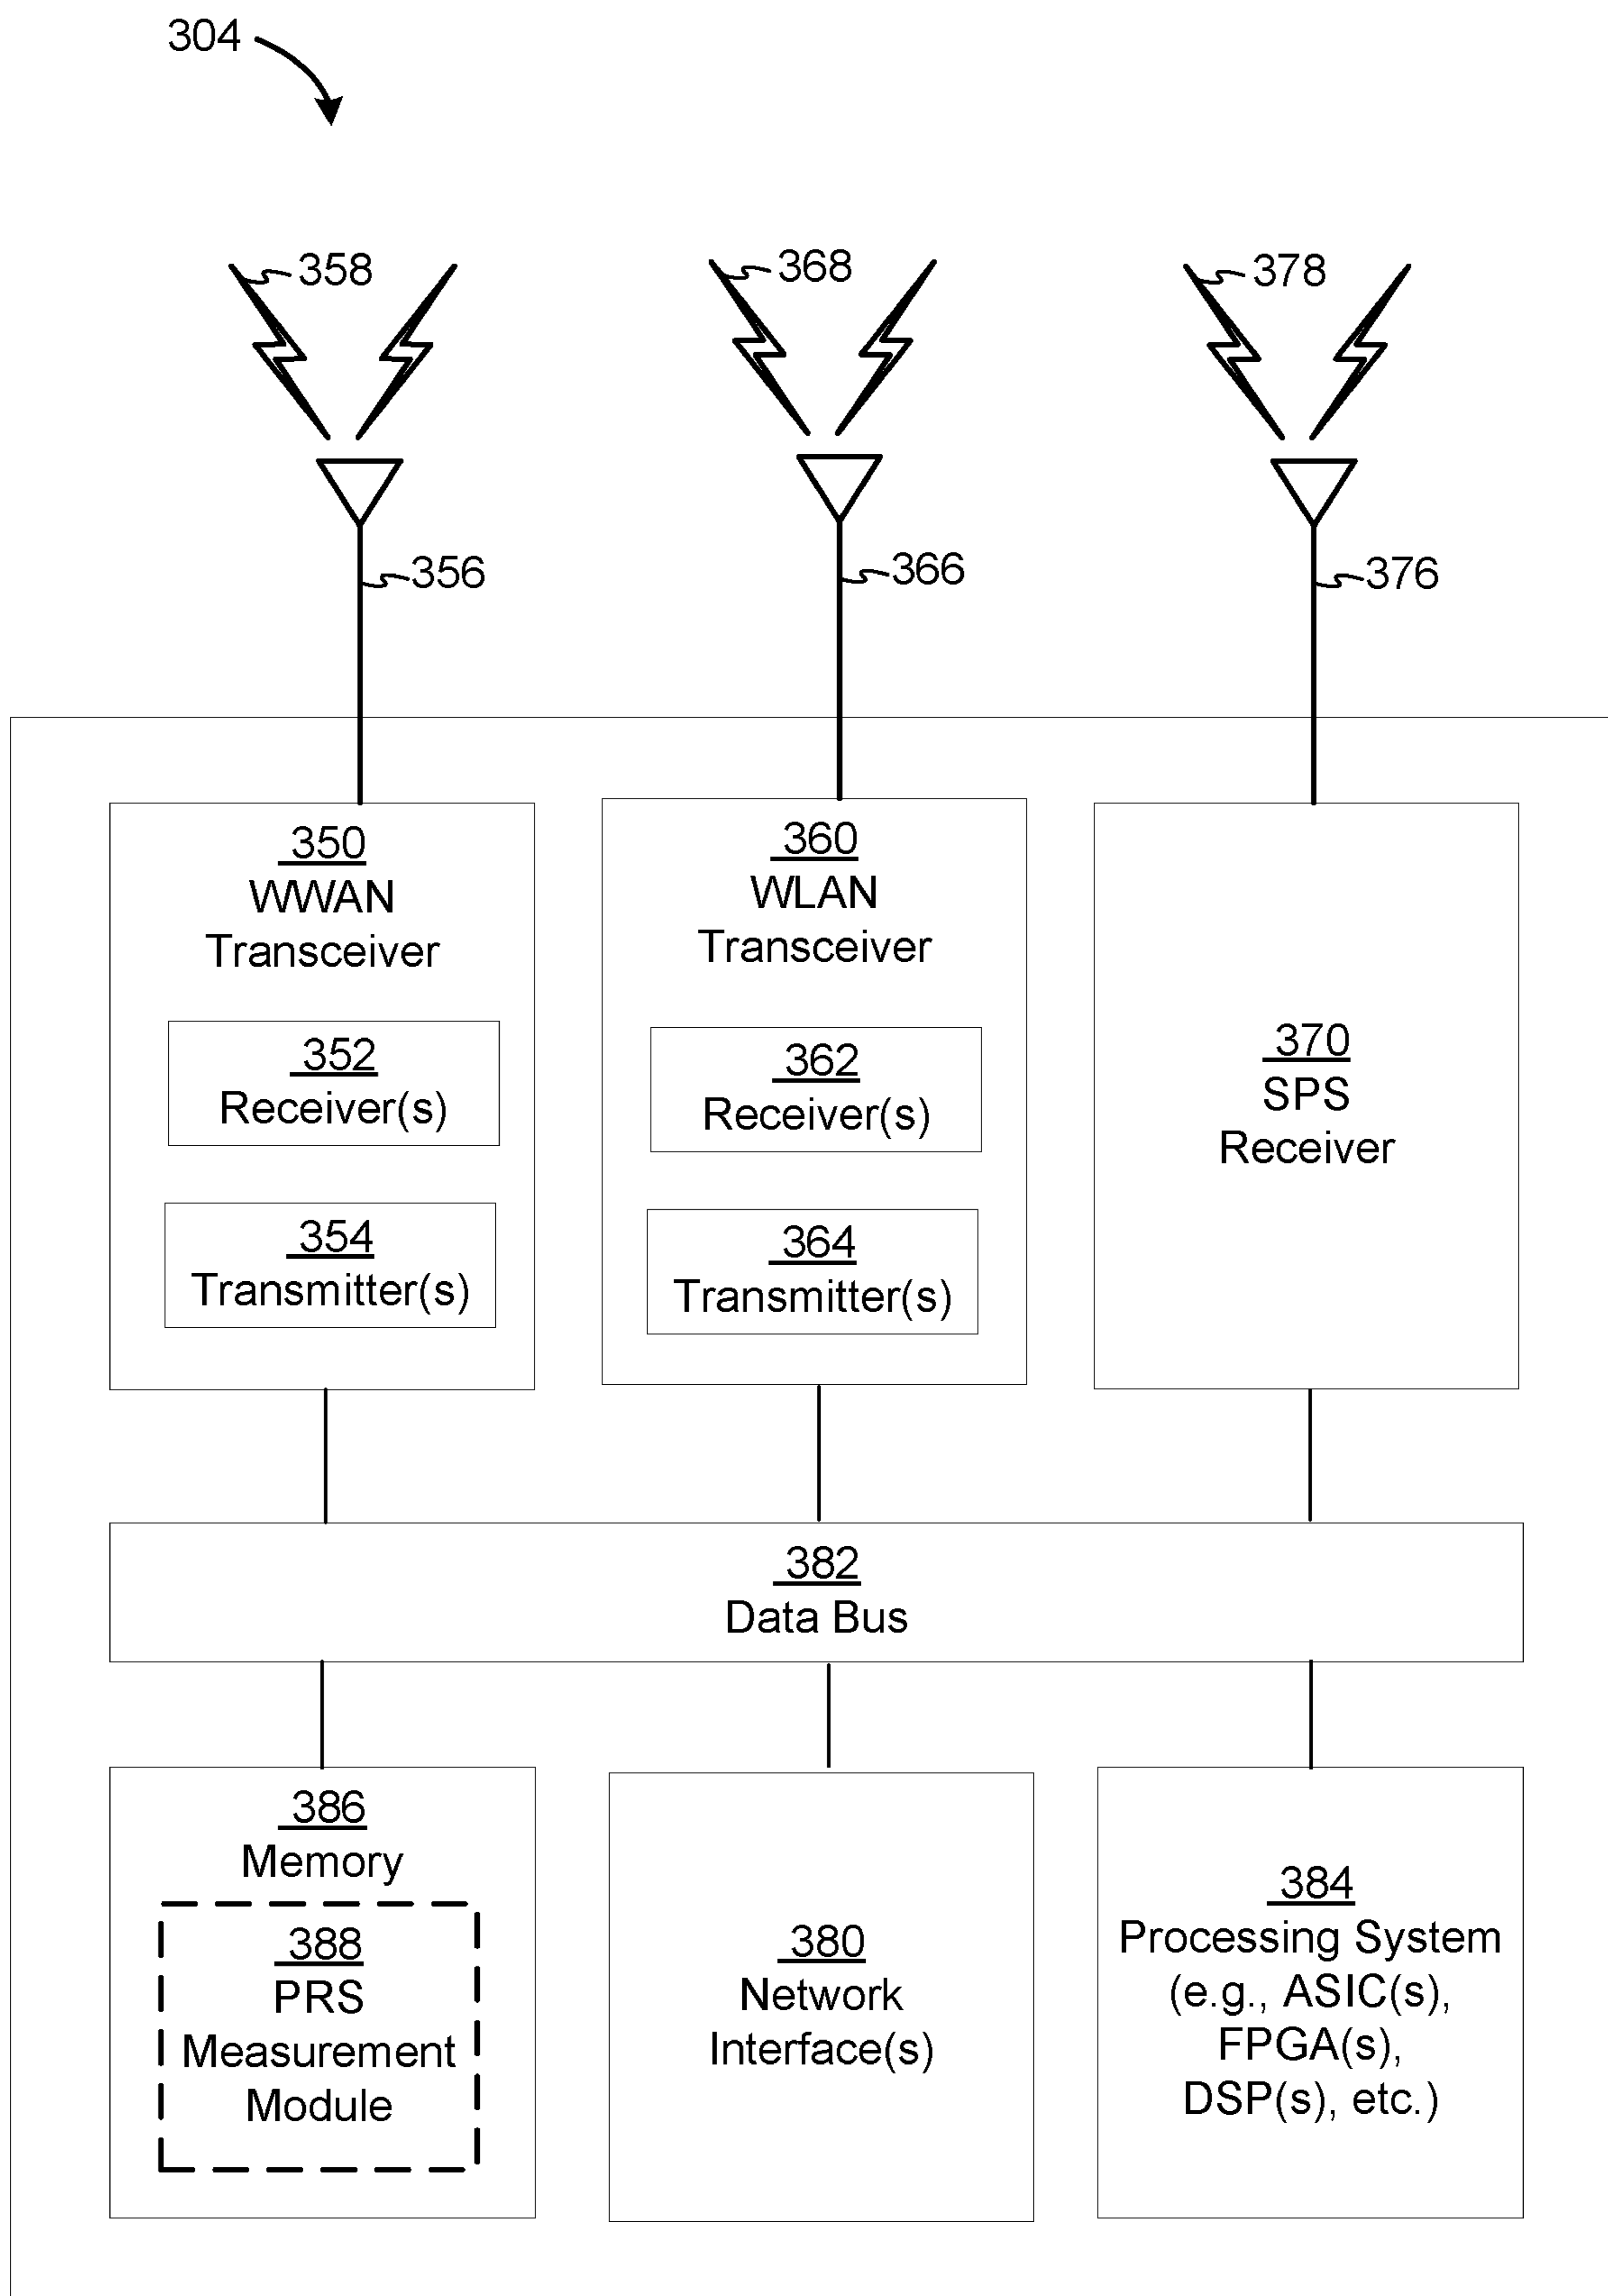 304
358
368
378
356
366
376
350
WWAN
Transceiver
352
Receiver(s)
354
Transmitter(s)
360
WLAN
Transceiver
362
Receiver(s)
364
Transmitter(s)
370
SPS
Receiver
382
Data Bus
386
Memory
388
PRS
Measurement
Module
380
Network
Interface(s)
384
Processing System
(e.g., ASIC(s),
FPGA(s),
DSP(s), etc.)